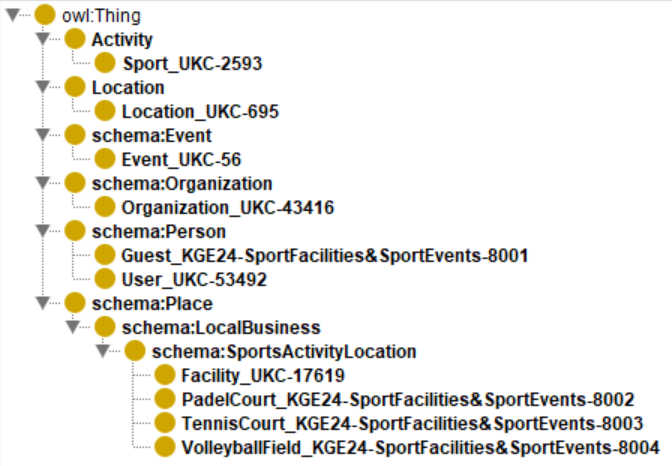 owl:Thing
Activity
Sport_UKC-2593
Location
Location_UKC-695
schema:Event
Event_UKC-56
schema:Organization
Organization_UKC-43416
schema:Person
Guest_KGE24-SportFacilities&SportEvents-8001
User_UKC-53492
schema:Place
schema:LocalBusiness
schema:SportsActivityLocation
Facility_UKC-17619
PadelCourt_KGE24-SportFacilities&SportEvents-8002
TennisCourt_KGE24-SportFacilities&SportEvents-8003
VolleyballField_KGE24-SportFacilities&SportEvents-8004